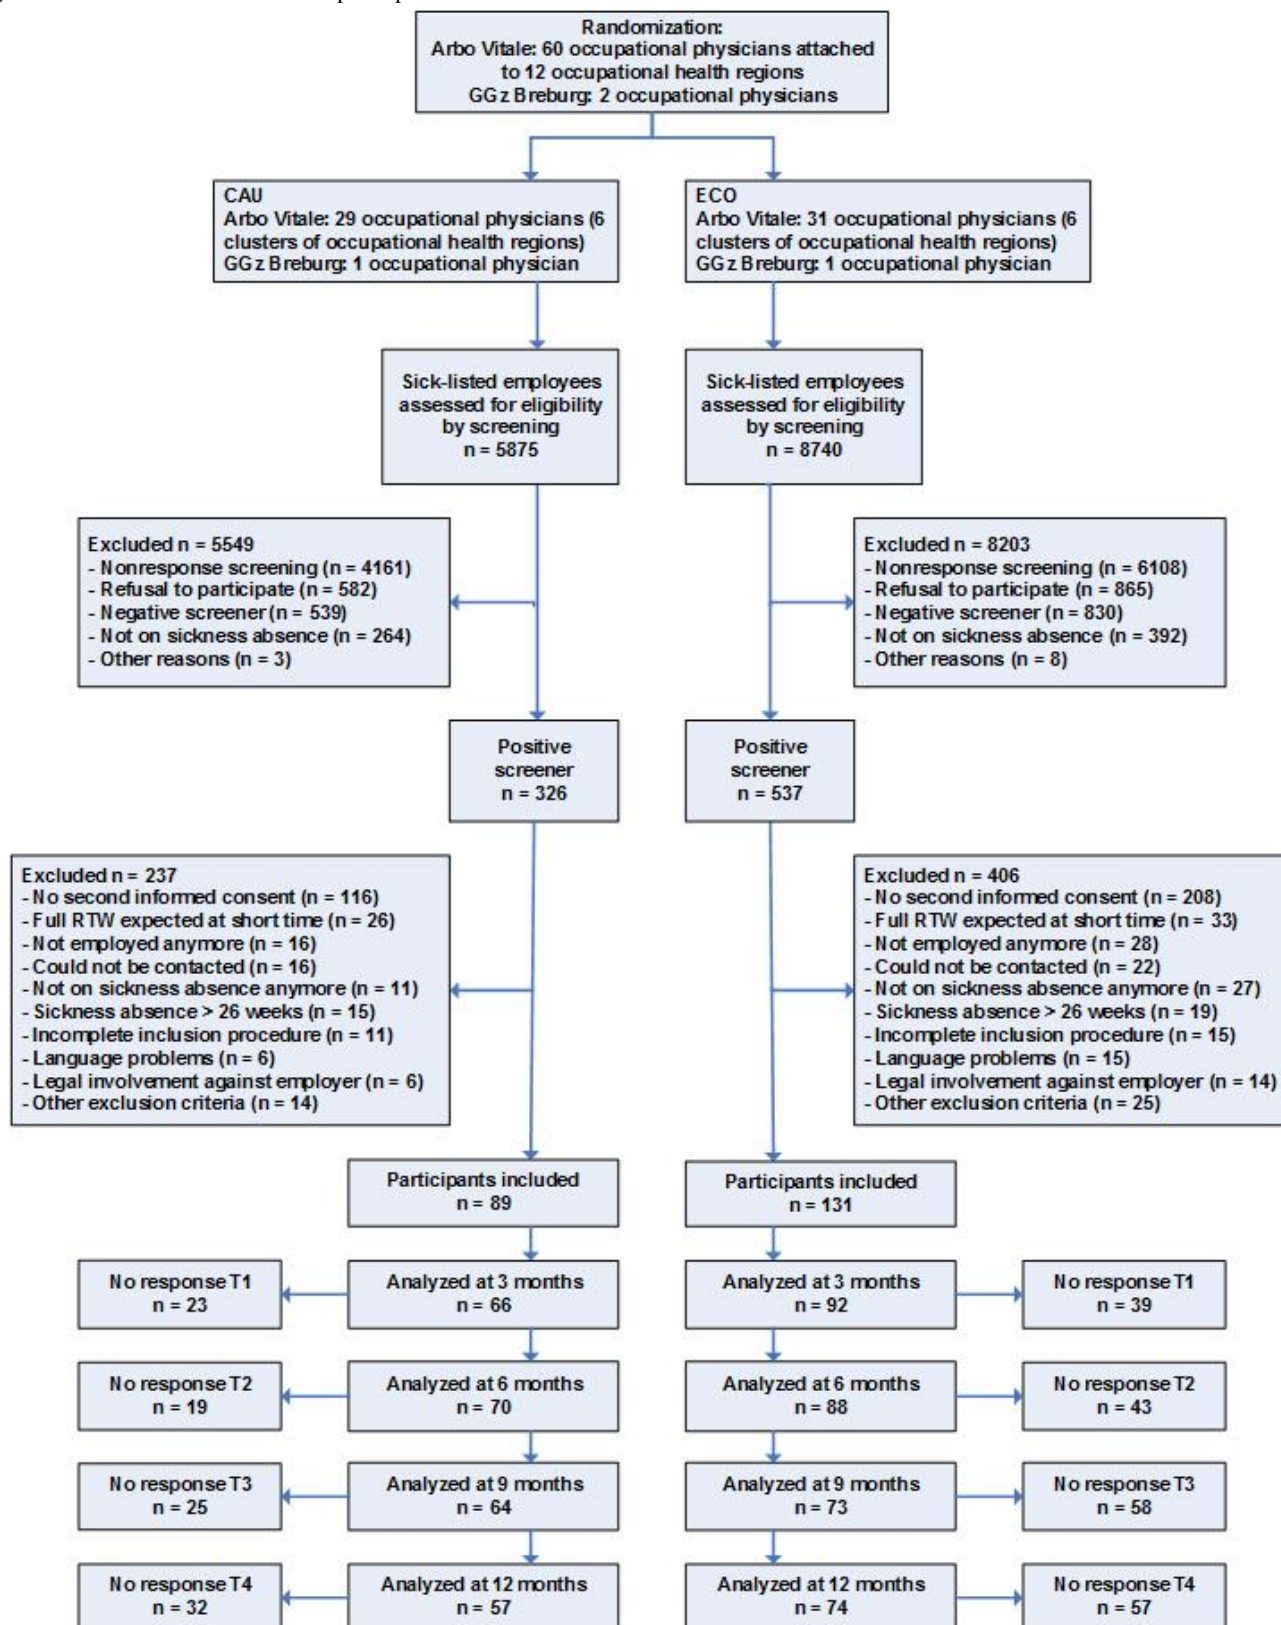 Randomization:
Arbo Vitale: 60 occupational physicians attached
to 12 occupational health regions
GGz Breburg: 2 occupational physicians
CAU
Arbo Vitale: 29 occupational physicians (6
clusters of occupational health regions)
GGz Breburg: 1 occupational physician
ECO
Arbo Vitale: 31 occupational physicians (6
clusters of occupational health regions)
GGz Breburg: 1 occupational physician
Sick-listed employees
assessed for eligibility
by screening
n = 5875
Sick-listed employees
assessed for eligibility
by screening
n = 8740
Excluded n = 5549
- Nonresponse screening (n = 4161)
- Refusal to participate (n = 582)
- Negative screener (n = 539)
- Not on sickness absence (n = 264)
- Other reasons (n = 3)
Excluded n = 8203
- Nonresponse screening (n = 6108)
- Refusal to participate (n = 865)
- Negative screener (n = 830)
- Not on sickness absence (n = 392)
- Other reasons (n = 8)
Positive
screener
n = 326
Positive
screener
n = 537
Excluded n = 237
- No second informed consent (n = 116)
- Full RTW expected at short time (n = 26)
- Not employed anymore (n = 16)
- Could not be contacted (n = 16)
- Not on sickness absence anymore (n = 11)
- Sickness absence > 26 weeks (n = 15)
- Incomplete inclusion procedure (n = 11)
- Language problems (n = 6)
- Legal involvement against employer (n = 6)
- Other exclusion criteria (n = 14)
Excluded n = 406
- No second informed consent (n = 208)
- Full RTW expected at short time (n = 33)
- Not employed anymore (n = 28)
- Could not be contacted (n = 22)
- Not on sickness absence anymore (n = 27)
- Sickness absence > 26 weeks (n = 19)
- Incomplete inclusion procedure (n = 15)
- Language problems (n = 15)
- Legal involvement against employer (n = 14)
- Other exclusion criteria (n = 25)
Participants included
n = 89
Participants included
n = 131
No response T1
n = 23
Analyzed at 3 months
n = 66
Analyzed at 3 months
n = 92
No response T1
n = 39
No response T2
n = 19
Analyzed at 6 months
n = 70
Analyzed at 6 months
n = 88
No response T2
n = 43
No response T3
n = 25
Analyzed at 9 months
n = 64
Analyzed at 9 months
n = 73
No response T3
n = 58
No response T4
n = 32
Analyzed at 12 months
n = 57
Analyzed at 12 months
n = 74
No response T4
n = 57